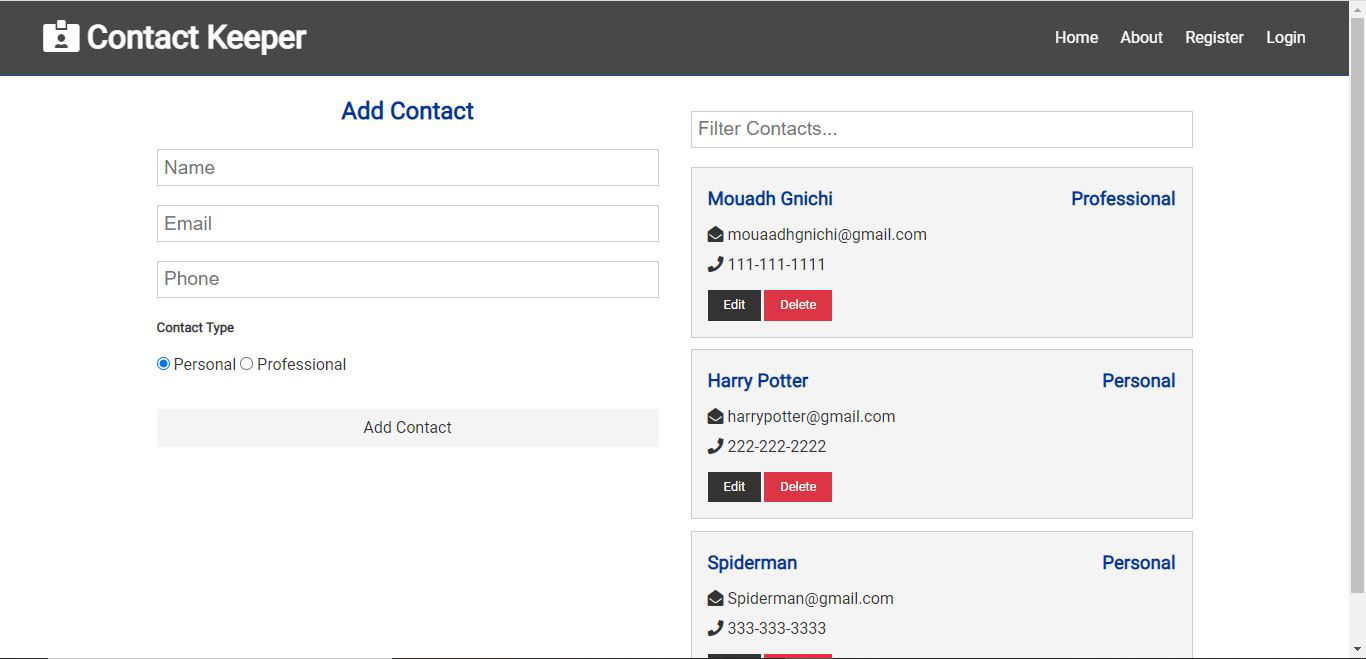 Contact Keeper
Home About Register Login
Add Contact
Name
Email
Phone
Contact Type
Personal Professional
Add Contact
Filter Contacts...
Mouadh Gnichi Professional
mouaadhgnichi@gmail.com
111-111-1111
Edit Delete
Harry Potter Personal
harrypotter@gmail.com
222-222-2222
Edit Delete
Spiderman Personal
Spiderman@gmail.com
333-333-3333